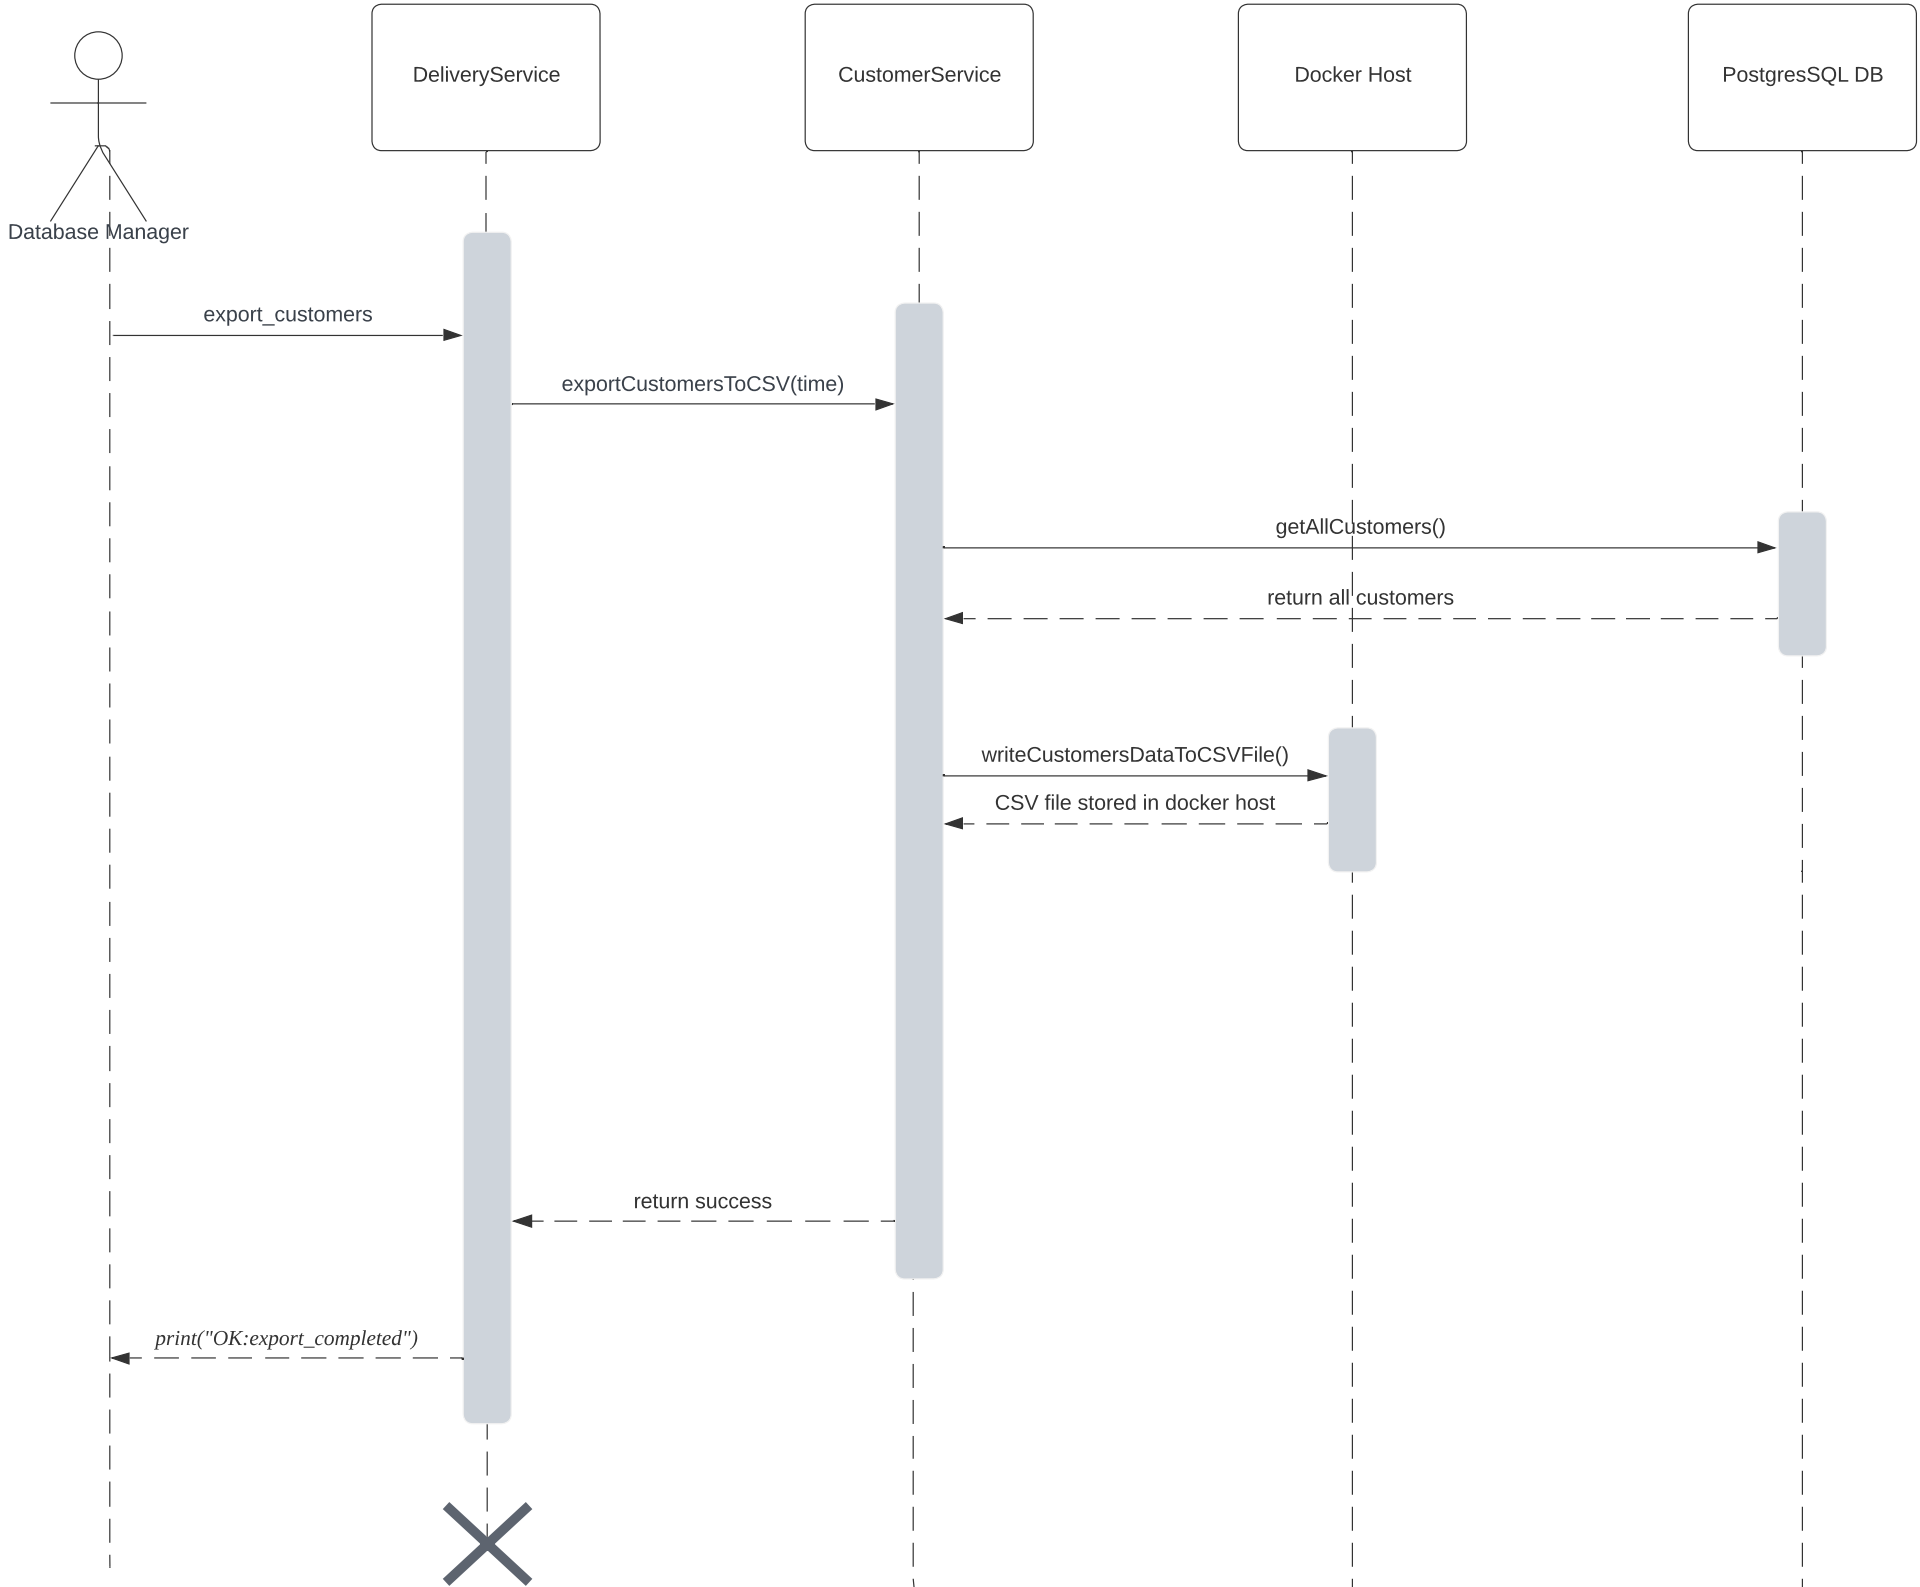 DeliveryService
CustomerService
Docker Host
PostgresSQL DB
Database Manager
export_customers
exportCustomersToCSV(time)
getAllCustomers()
return all customers
writeCustomersDataToCSVFile()
CSV file stored in docker host
return success
print("OK:export_completed")